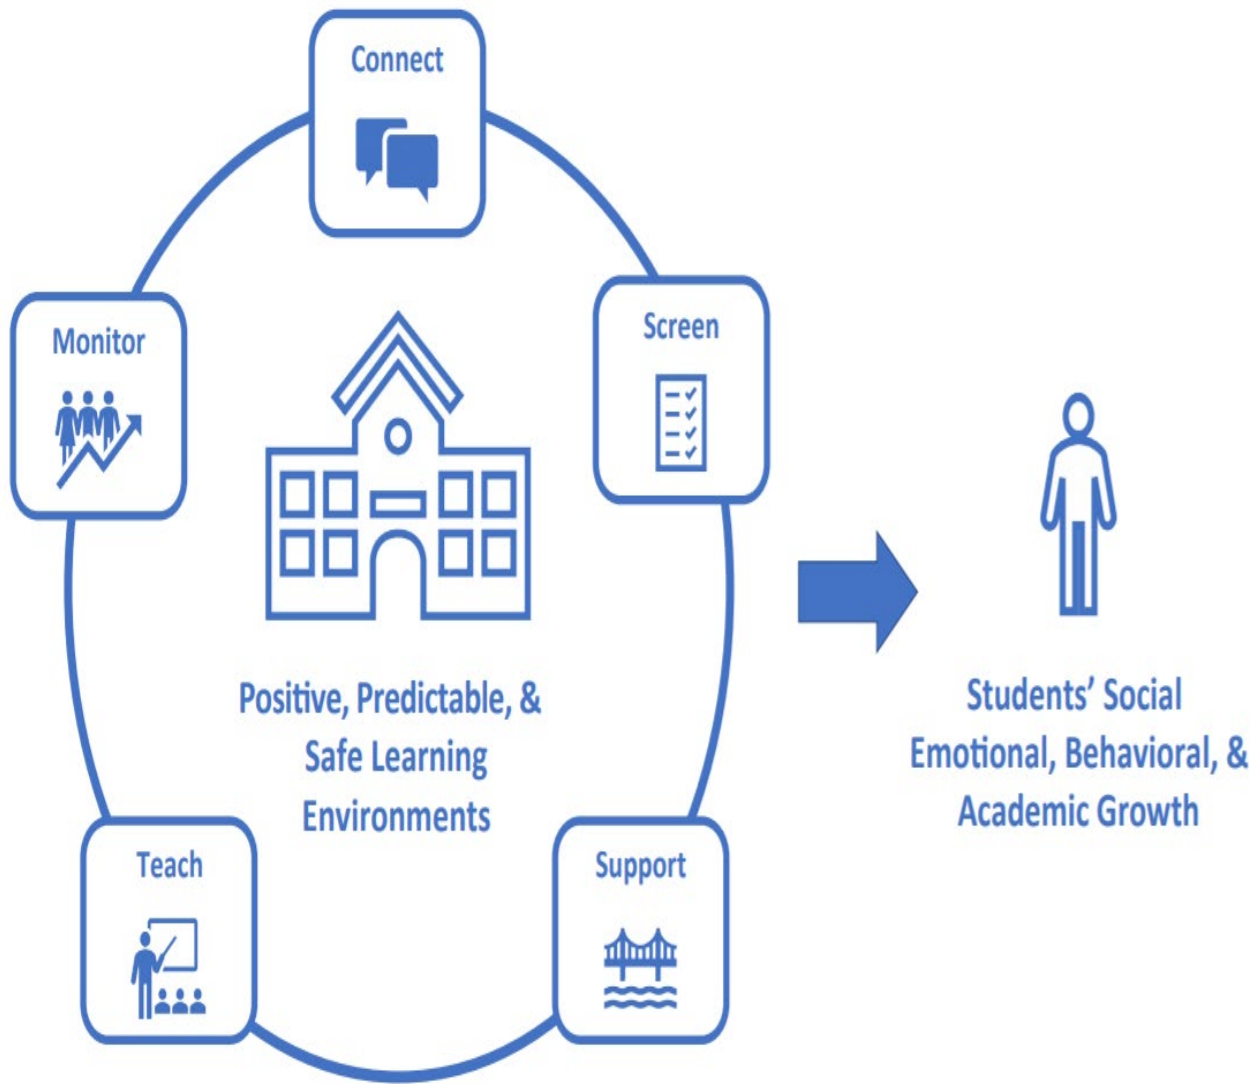 Connect
Monitor
Screen
Positive, Predictable, &
Safe Learning
Environments
Students’ Social
Emotional, Behavioral, &
Academic Growth
Teach
Support